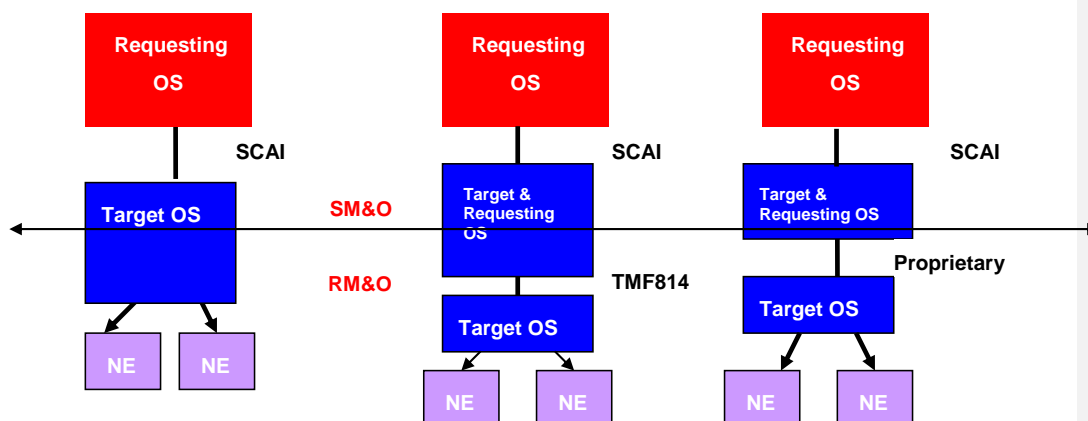 Requesting
OS
Requesting
OS
Requesting
OS
SCAI
SCAI
SCAI
Target OS
SM&O
Target &
Requesting
OS
Target &
Requesting OS
RM&O
TMF814
Proprietary
Target OS
Target OS
NE
NE
NE
NE
NE
NE